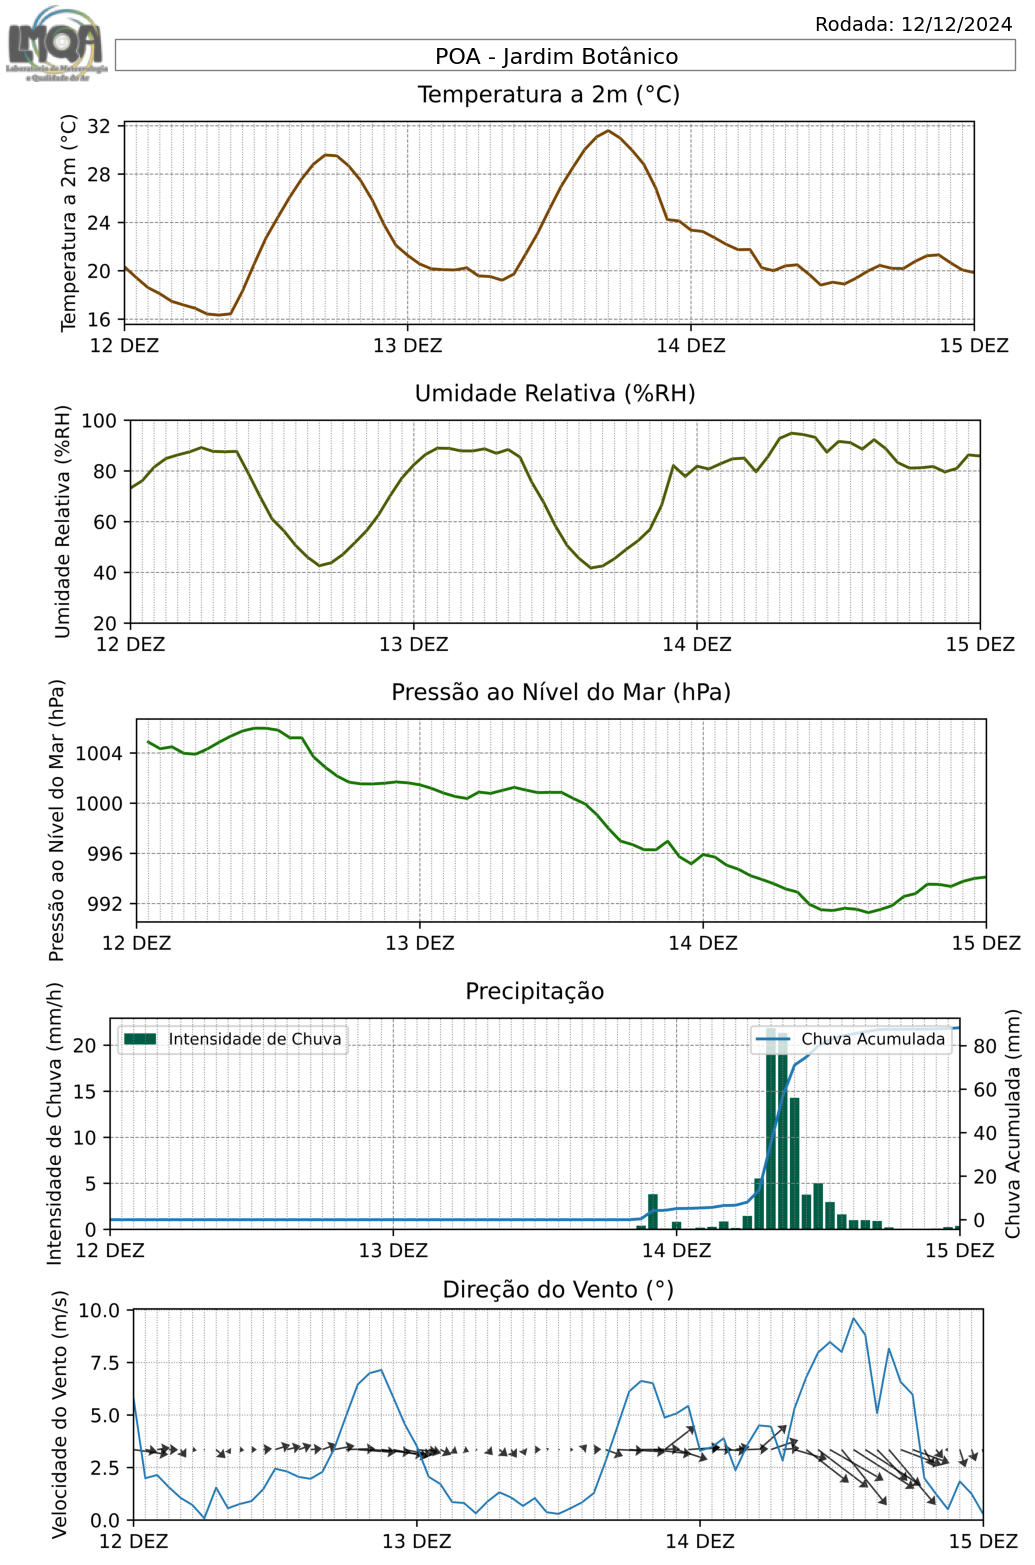 Rodada: 12/12/2024
LMQA
Laboratório de Meteorologia
e Qualidade do Ar
POA - Jardim Botânico
Temperatura a 2m (°C)
Temperatura a 2m (°C)
32
28
24
20
16
12 DEZ 13 DEZ 14 DEZ 15 DEZ
Umidade Relativa (%RH)
Umidade Relativa (%RH)
100
80
60
40
20
12 DEZ 13 DEZ 14 DEZ 15 DEZ
Pressão ao Nível do Mar (hPa)
Pressão ao Nível do Mar (hPa)
1004
1000
996
992
12 DEZ 13 DEZ 14 DEZ 15 DEZ
Precipitação
Intensidade de Chuva (mm/h)
Chuva Acumulada (mm)
Intensidade de Chuva
Chuva Acumulada
20 80
15 60
10 40
5 20
0 0
12 DEZ 13 DEZ 14 DEZ 15 DEZ
Direção do Vento (°)
Velocidade do Vento (m/s)
10.0
7.5
5.0
2.5
0.0
12 DEZ 13 DEZ 14 DEZ 15 DEZ